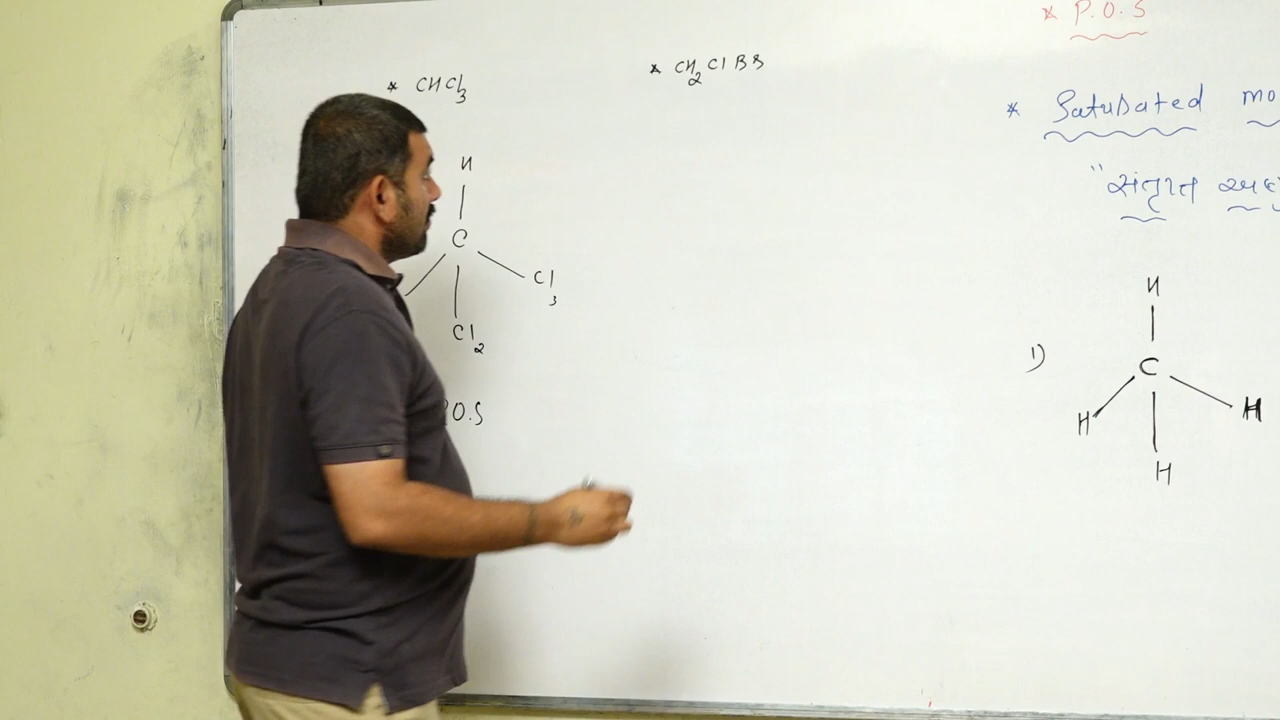 * P.O.S
* CH2ClBr
* CHCl3
* Saturated mo
"સંતૃપ્ત
H
C
Cl3
Cl2
P.O.S
H
1)
C
H H
H